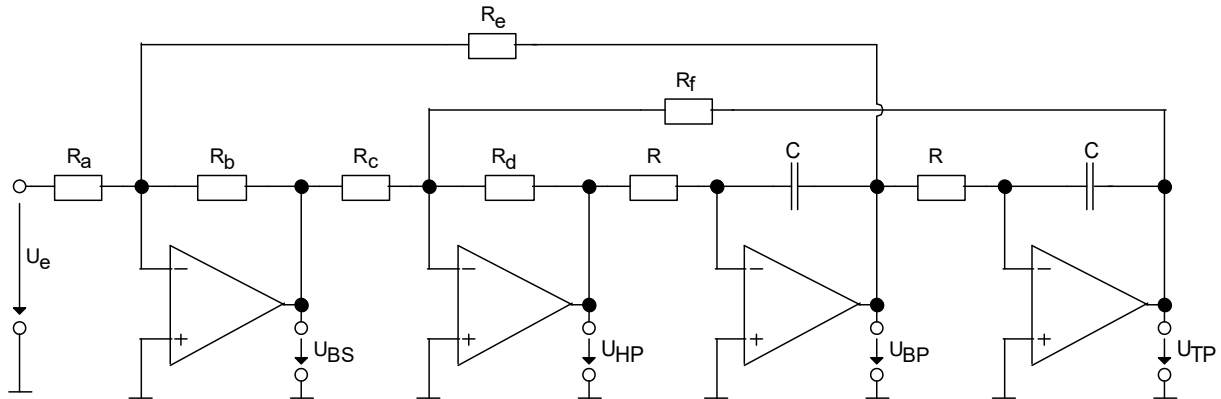 Re
Rf
Ra Rb Rc Rd R C R C
Ue
− − − −
+ + + +
UBS UHP UBP UTP